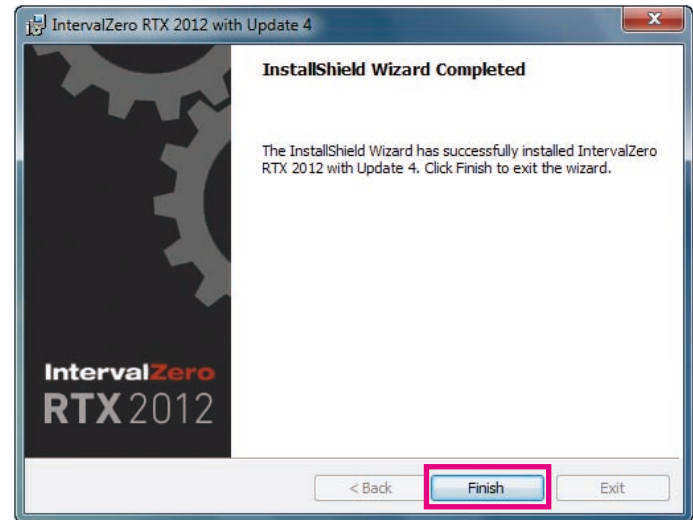 IntervalZero RTX 2012 with Update 4
InstallShield Wizard Completed
The InstallShield Wizard has successfully installed IntervalZero
RTX 2012 with Update 4. Click Finish to exit the wizard.
IntervalZero
RTX 2012
< Back Finish Exit